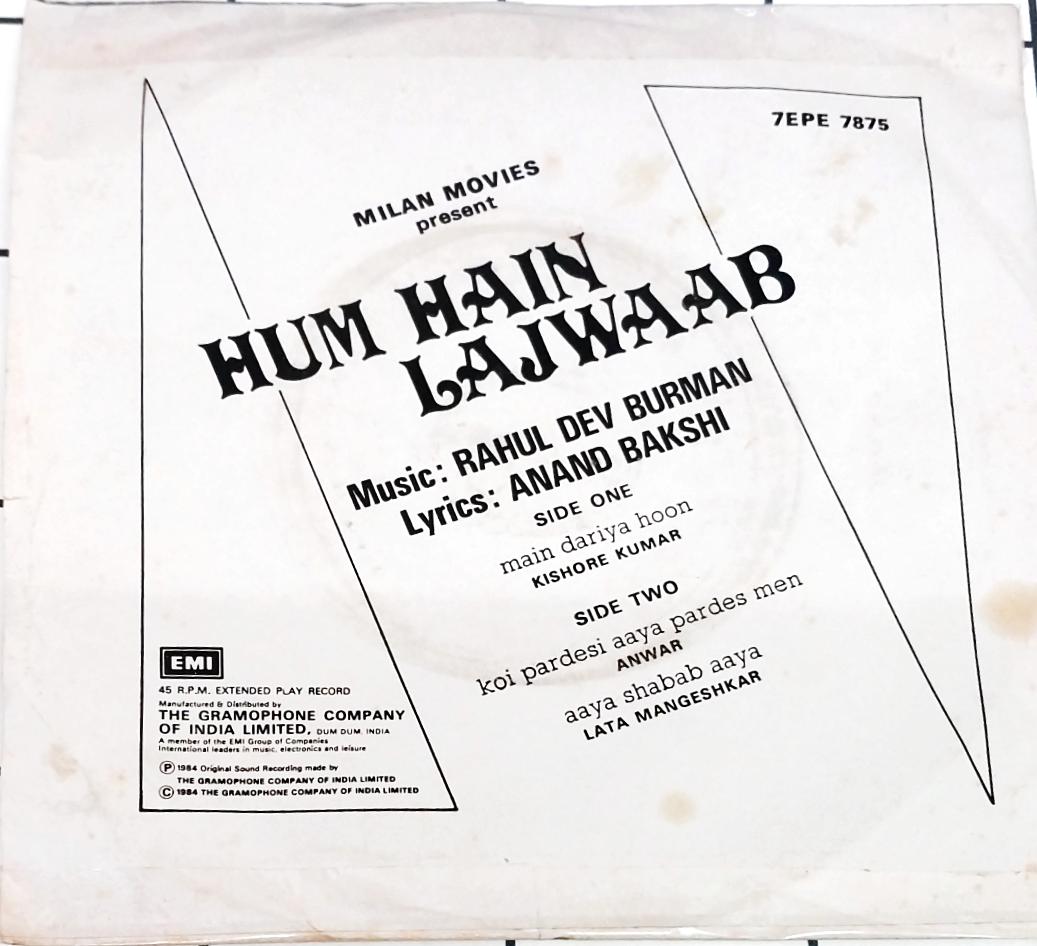 7EPE 7875
MILAN MOVIES
present
HUM HAIN
LAJWAAB
Music: RAHUL DEV BURMAN
Lyrics: ANAND BAKSHI
SIDE ONE
main dariya hoon
KISHORE KUMAR
SIDE TWO
koi pardesi aaya pardes men
ANWAR
aaya shabab aaya
LATA MANGESHKAR
EMI
45 R.P.M. EXTENDED PLAY RECORD
Manufactured & Distributed by
THE GRAMOPHONE COMPANY
OF INDIA LIMITED, DUM DUM, INDIA
A member of the EMI Group of Companies
International leaders in music, electronics and leisure
Ⓟ 1984 Original Sound Recording made by
THE GRAMOPHONE COMPANY OF INDIA LIMITED
© 1984 THE GRAMOPHONE COMPANY OF INDIA LIMITED